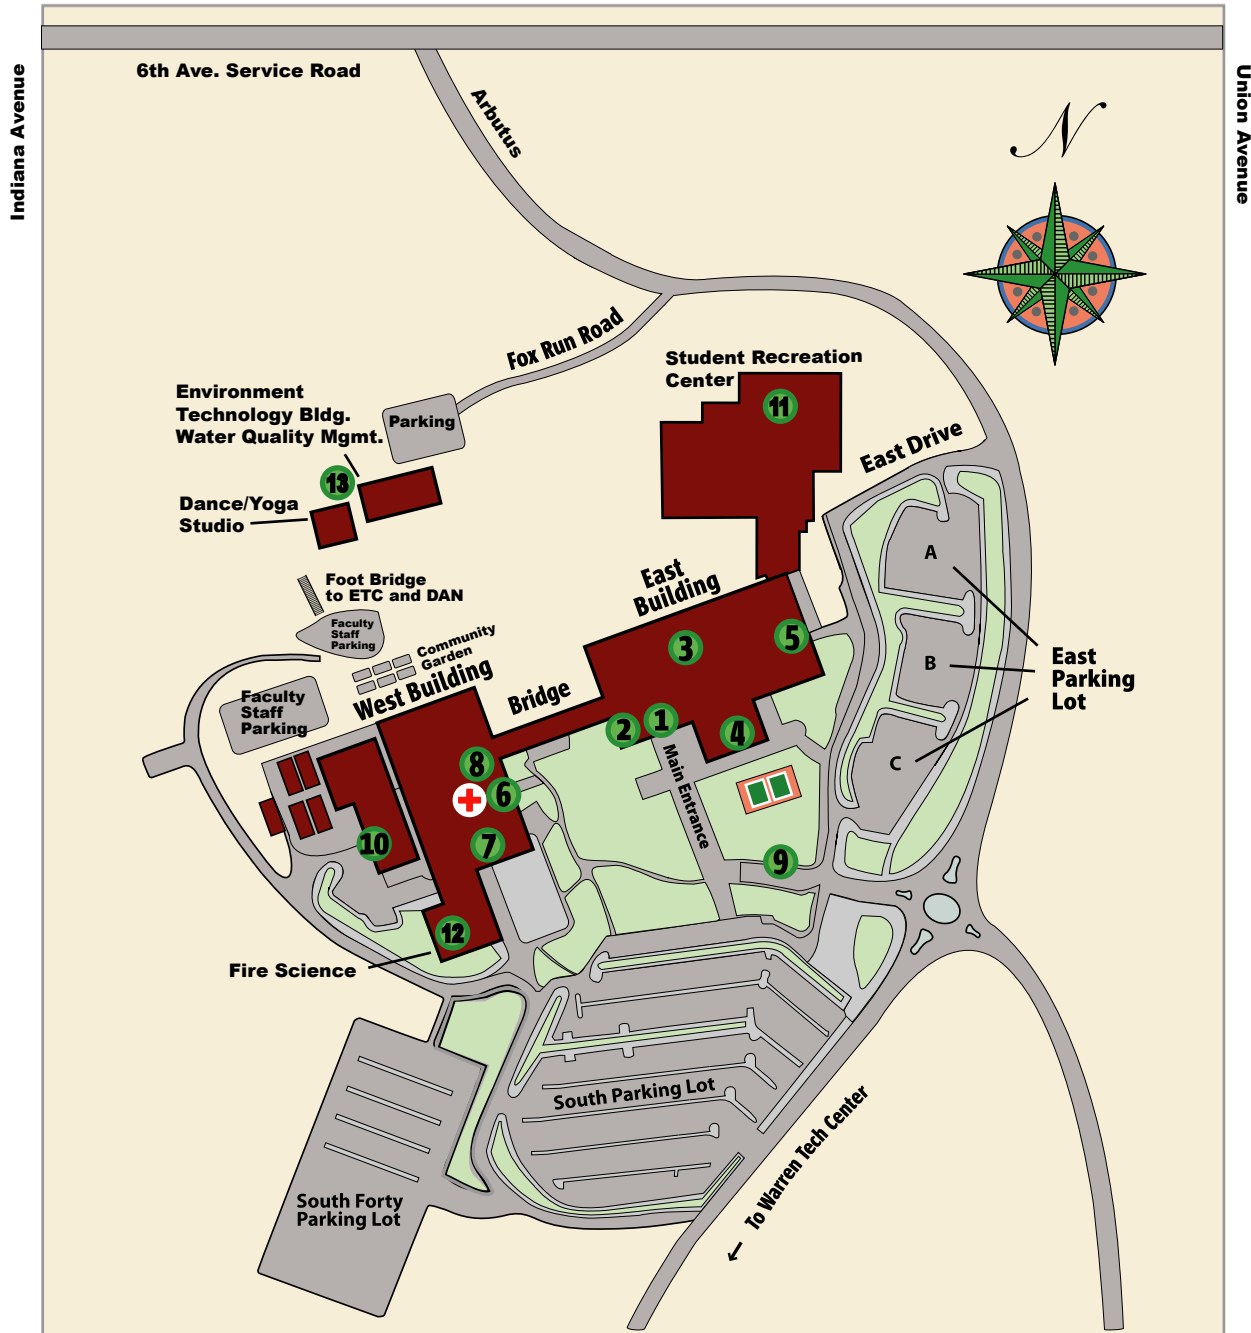 6th Ave. Service Road
Indiana Avenue
Union Avenue
Arbutus
N
Fox Run Road
Student Recreation
Center
11
Environment
Technology Bldg.
Water Quality Mgmt.
Parking
East Drive
13
Dance/Yoga
Studio
A
Foot Bridge
to ETC and DAN
East
Building
Faculty
Staff
Parking
Community
Garden
3
5
B
East
Parking
Lot
West Building
Bridge
Faculty
Staff
Parking
2
1
4
Main Entrance
8
C
6
10
7
9
12
Fire Science
South Parking Lot
To Warren Tech Center
South Forty
Parking Lot